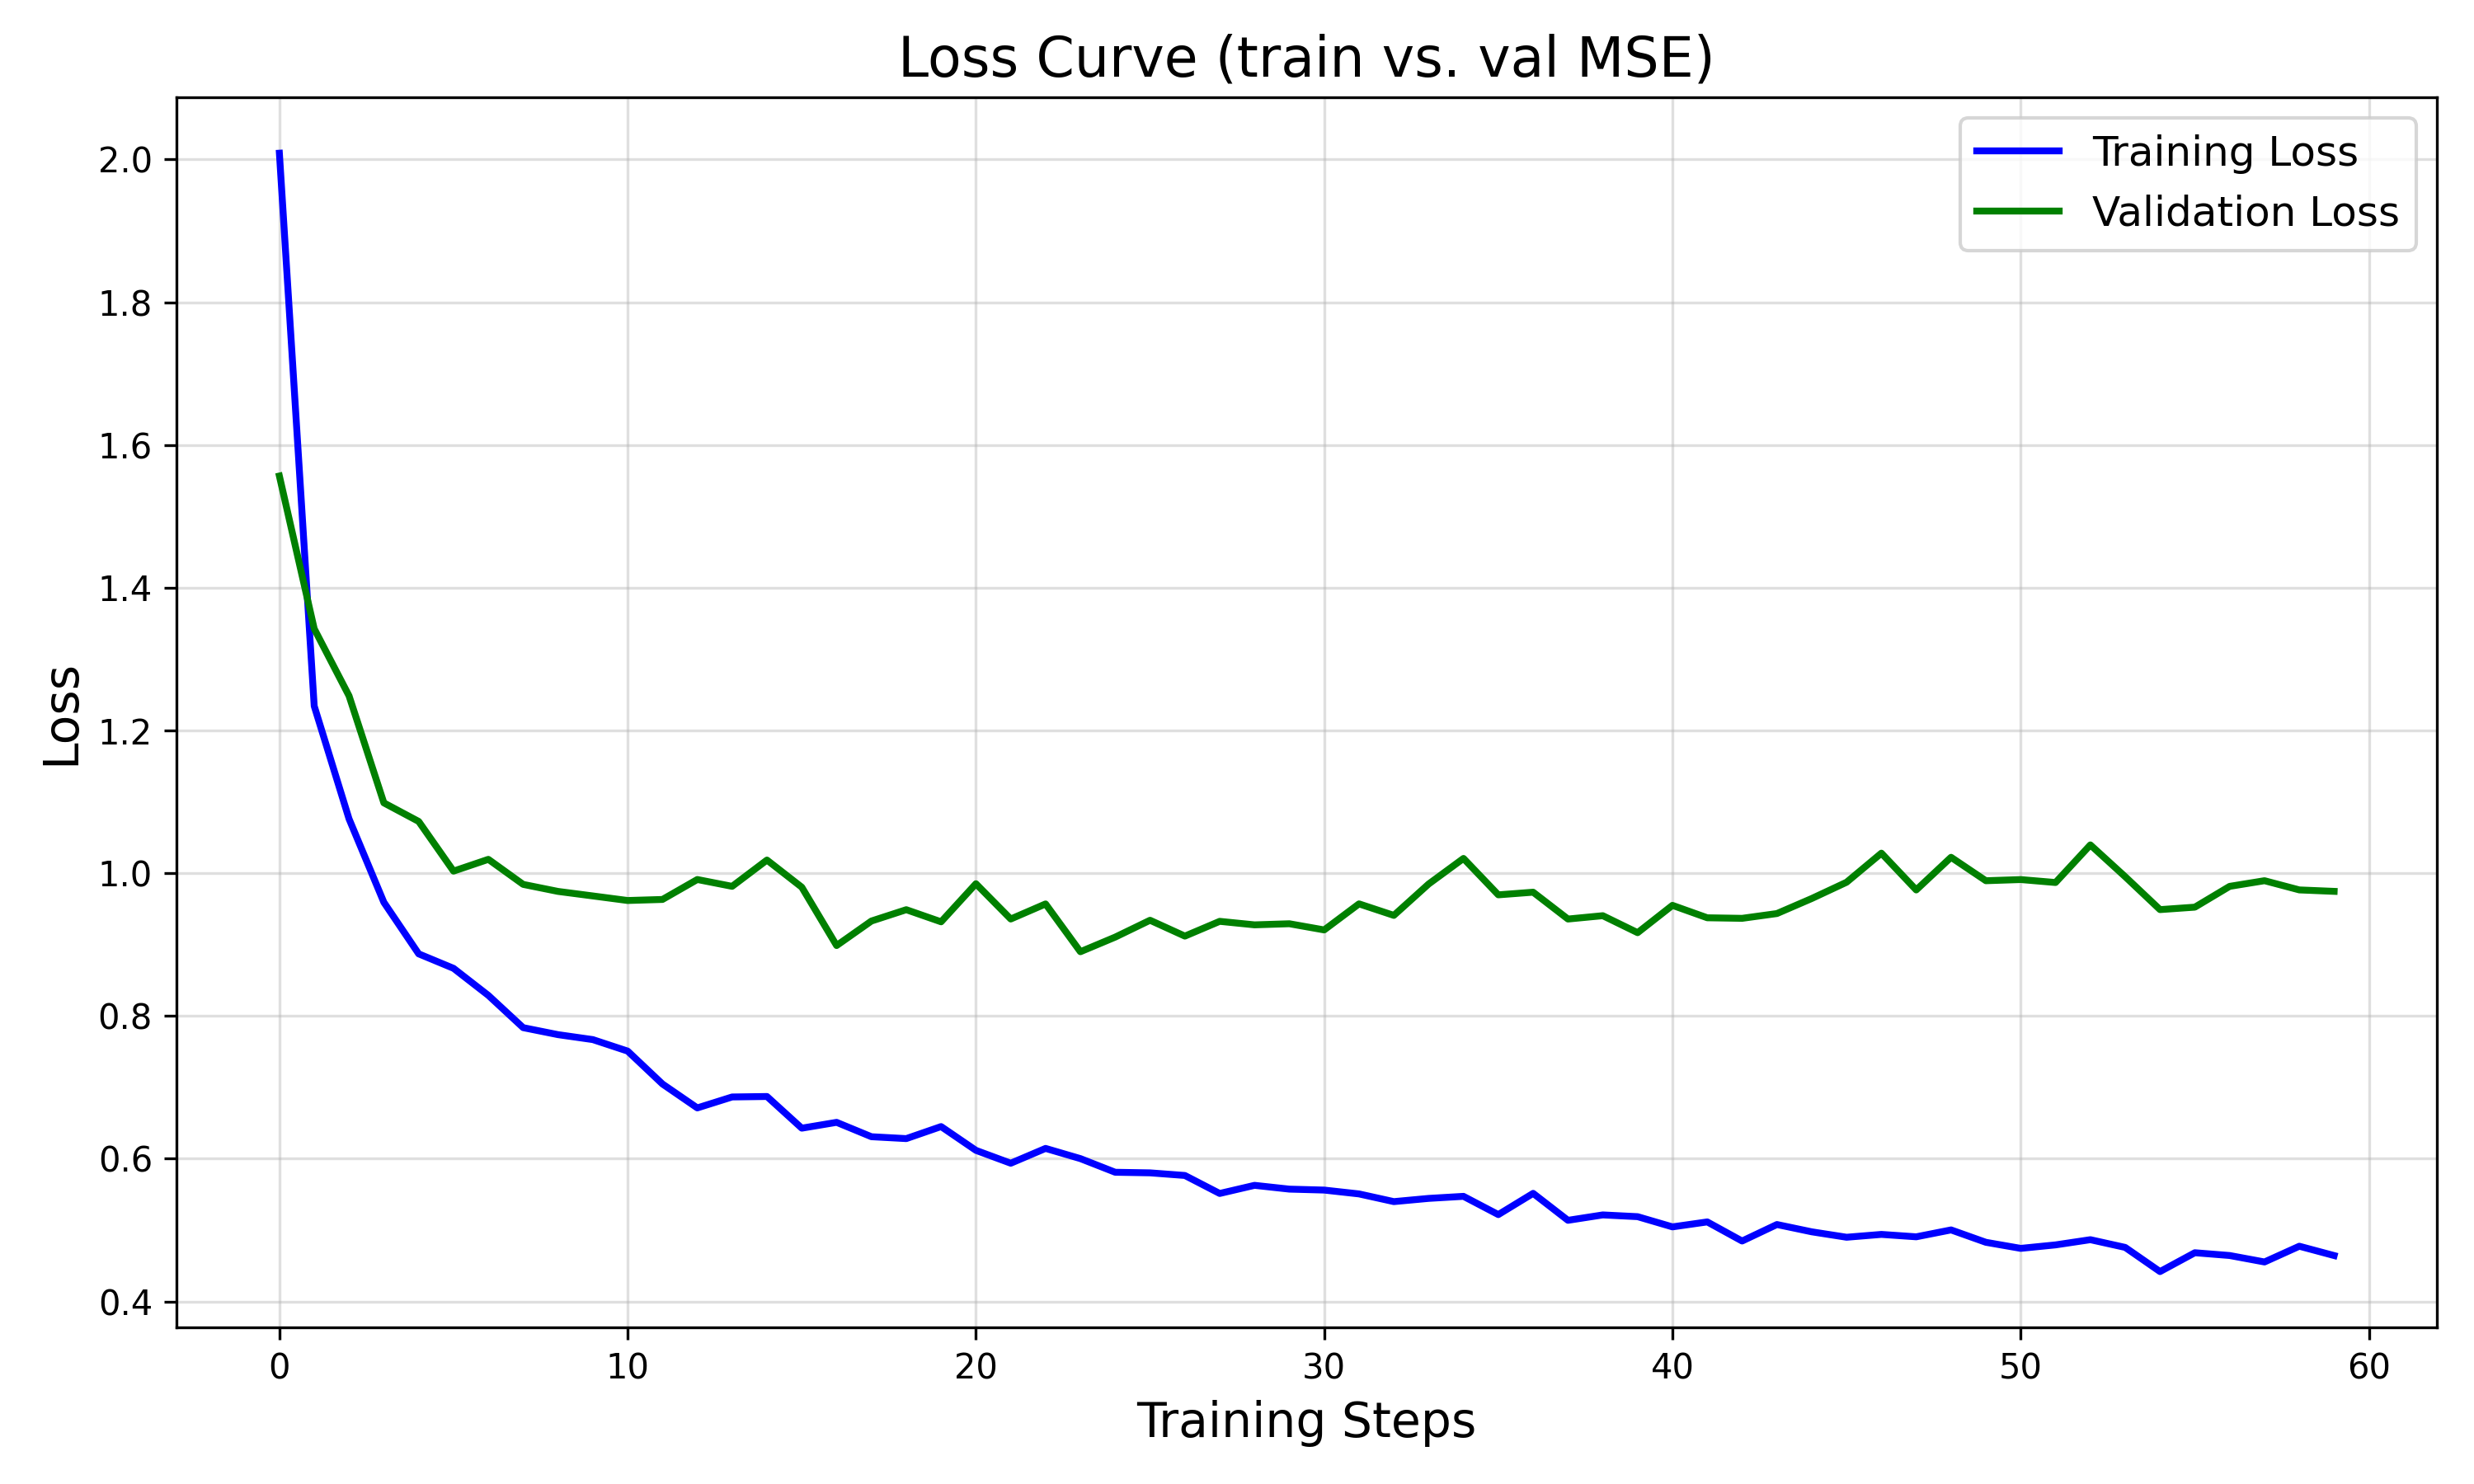 Loss Curve (train vs. val MSE)
Training Loss
Validation Loss
2.0
1.8
1.6
1.4
1.2
1.0
0.8
0.6
0.4
Loss
0 10 20 30 40 50 60
Training Steps